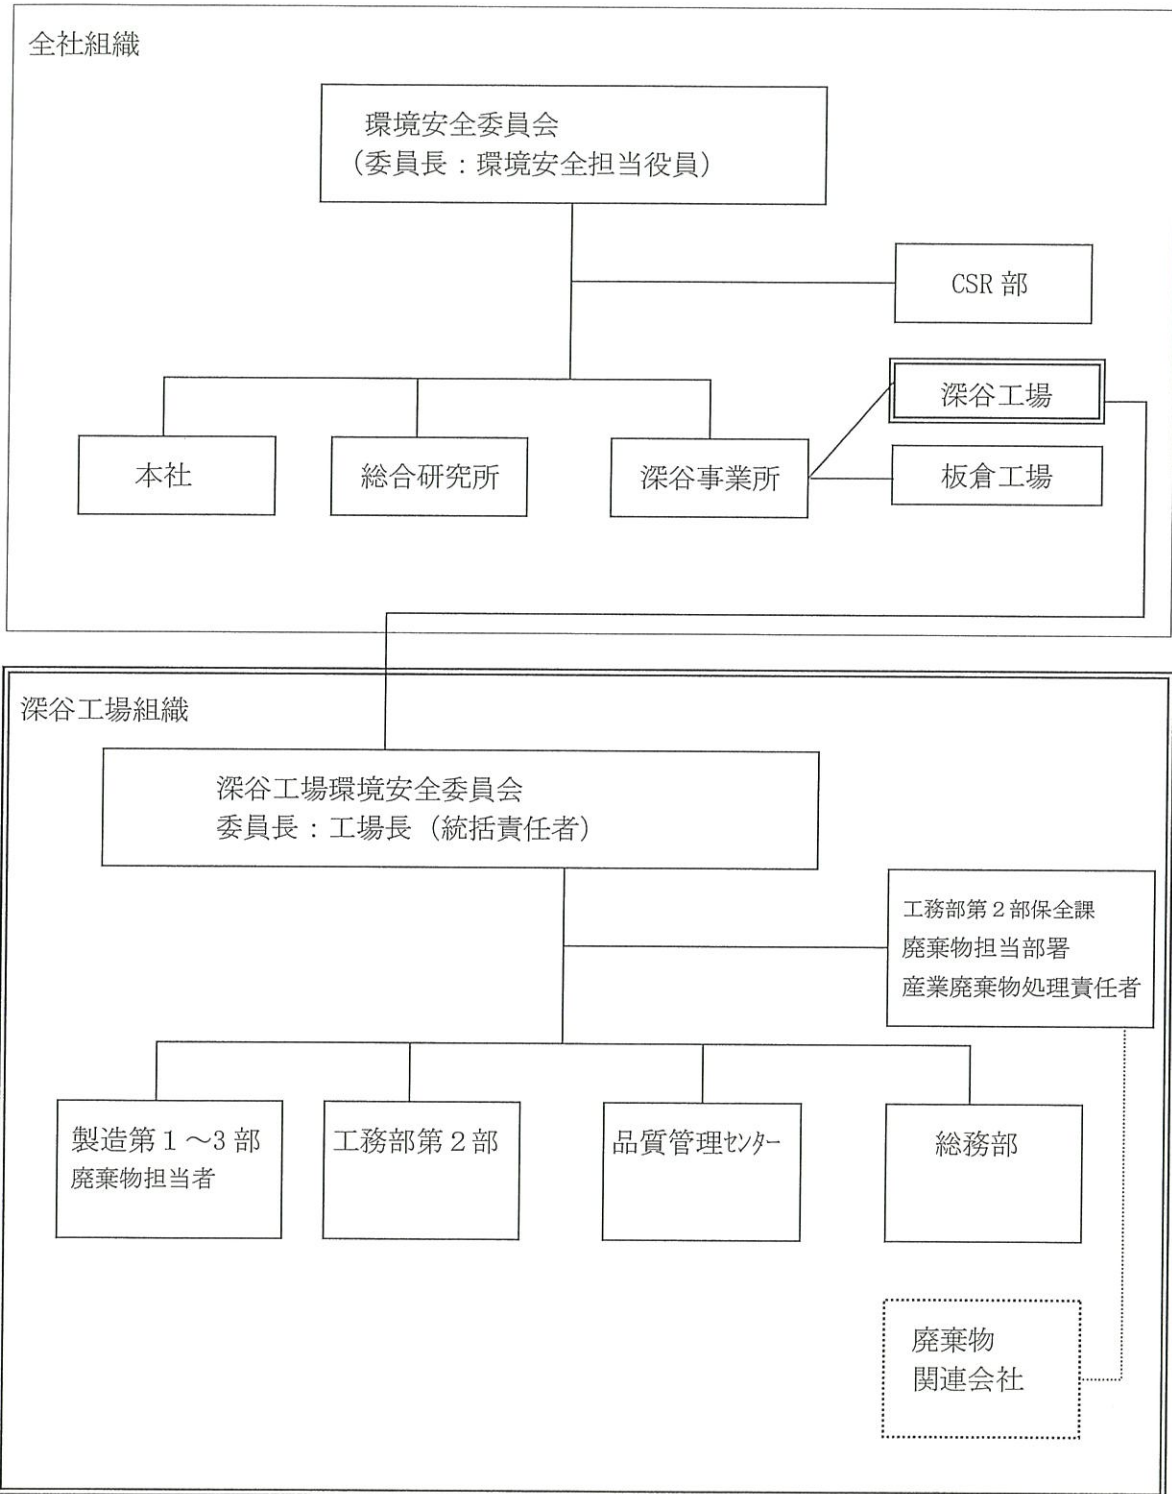 全社組織
環境安全委員会
(委員長:環境安全担当役員)
CSR 部
深谷工場
本社
総合研究所
深谷事業所
板倉工場
深谷工場組織
深谷工場環境安全委員会
委員長:工場長(統括責任者)
工務部第2部保全課
廃棄物担当部署
産業廃棄物処理責任者
製造第1~3部
廃棄物担当者
工務部第2部
品質管理センター
総務部
廃棄物
関連会社